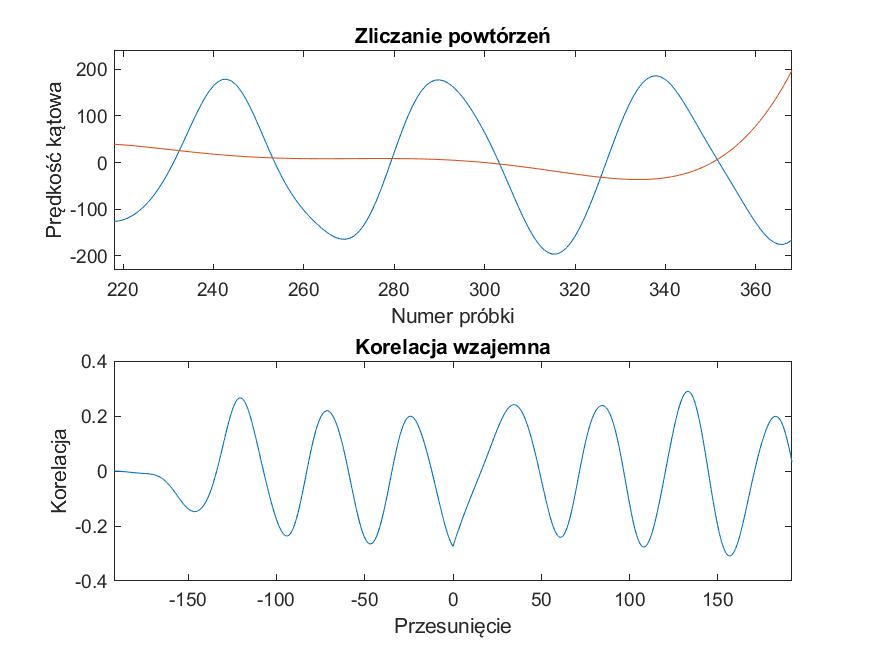 Zliczanie powtórzeń
200
100
0
-100
-200
Prędkość kątowa
220 240 260 280 300 320 340 360
Numer próbki
Korelacja wzajemna
0.4
0.2
0
-0.2
-0.4
Korelacja
-150 -100 -50 0 50 100 150
Przesunięcie